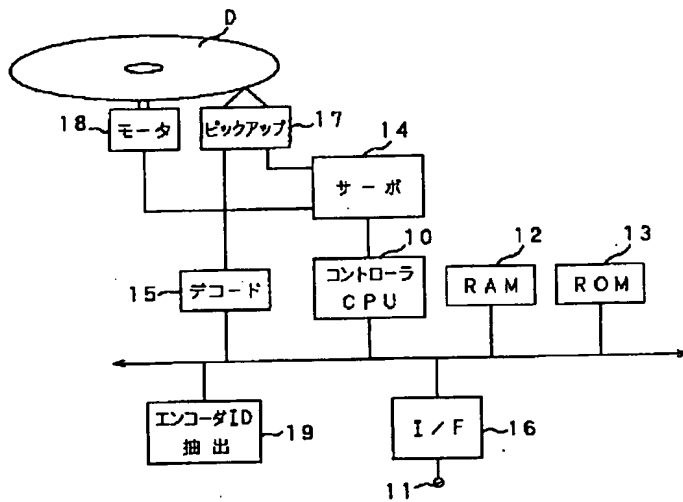 D
18
モータ
ピックアップ
17
14
サーボ
10
コントローラ
CPU
12
RAM
13
ROM
15
デコード
エンコーダID
抽出
19
I/F
16
11